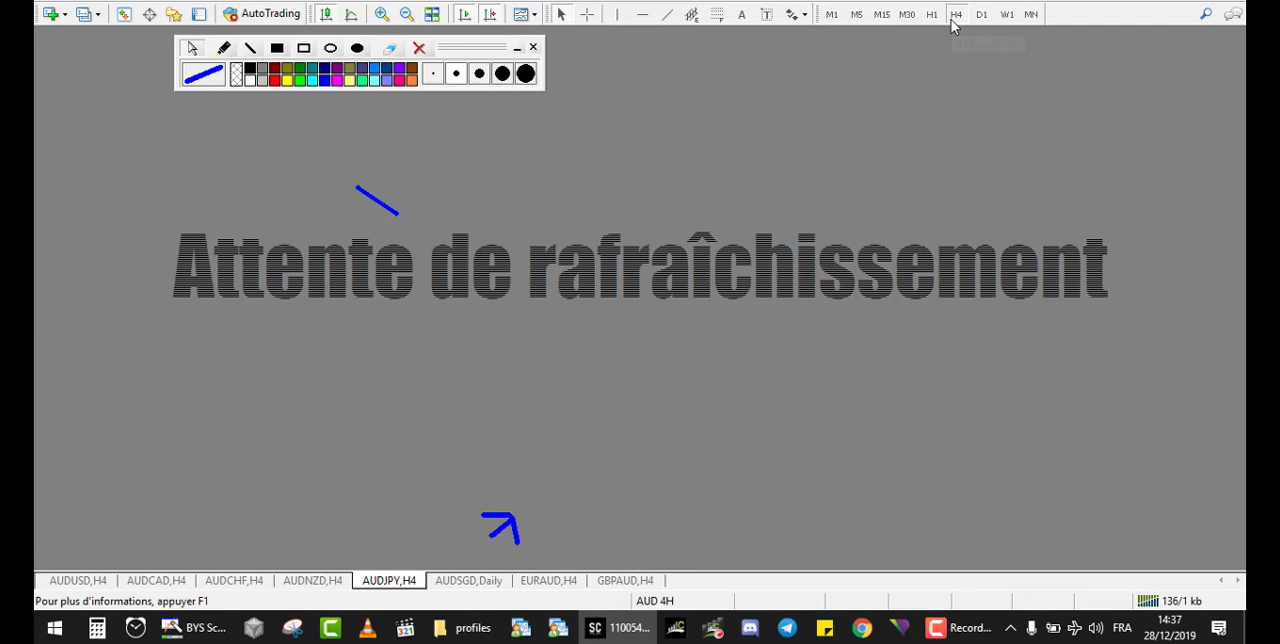 AutoTrading
A
T
M1 M5 M15 M30 H1 H4 D1 W1 MN
Attente de rafraîchissement
AUDUSD,H4 AUDCAD,H4 AUDCHF,H4 AUDNZD,H4 AUDJPY,H4 AUDSGD,Daily EURAUD,H4 GBPAUD,H4
Pour plus d'informations, appuyer F1
AUD 4H
136/1 kb
BYS Sc...
321
profiles
SC
110054...
Record...
FRA
14:37
28/12/2019